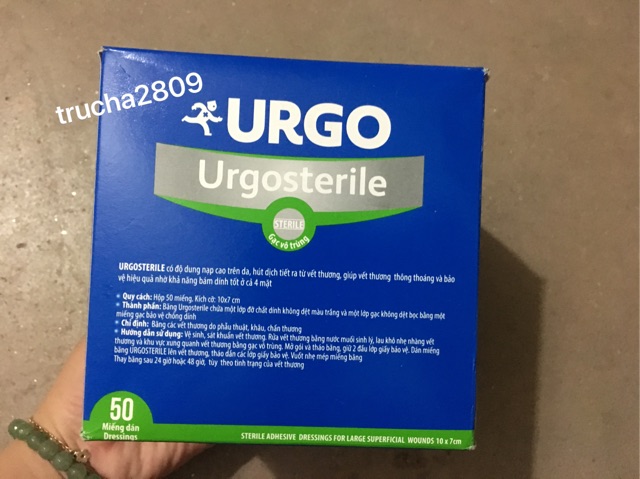 trucha2809
URGO
Urgosterile
STERILE
Gạc vô trùng
URGOSTERILE có độ dung nạp cao trên da, hút dịch tiết ra từ vết thương, giúp vết thương thông thoáng và bảo
vệ hiệu quả nhờ khả năng bám dính tốt ở cả 4 mặt
Quy cách: Hộp 50 miếng. Kích cỡ: 10x7 cm
Thành phần: Băng Urgosterile chứa một lớp đỡ chất dính không dệt màu trắng và một lớp gạc không dệt bọc bằng một
miếng gạc bảo vệ chống dính
Chỉ định: Băng các vết thương do phẫu thuật, khâu, chấn thương
Hướng dẫn sử dụng: Vệ sinh, sát khuẩn vết thương. Rửa vết thương bằng nước muối sinh lý, lau khô nhẹ nhàng vết
thương và khu vực xung quanh vết thương bằng gạc vô trùng. Mở gói và tháo băng, giữ 2 đầu lớp giấy bảo vệ. Dán miếng
băng URGOSTERILE lên vết thương, tháo dần các lớp giấy bảo vệ. Vuốt nhẹ mép miếng băng
Thay băng sau 24 giờ hoặc 48 giờ, tùy theo tình trạng của vết thương
50
Miếng dán
Dressings
STERILE ADHESIVE DRESSINGS FOR LARGE SUPERFICIAL WOUNDS 10 x 7cm